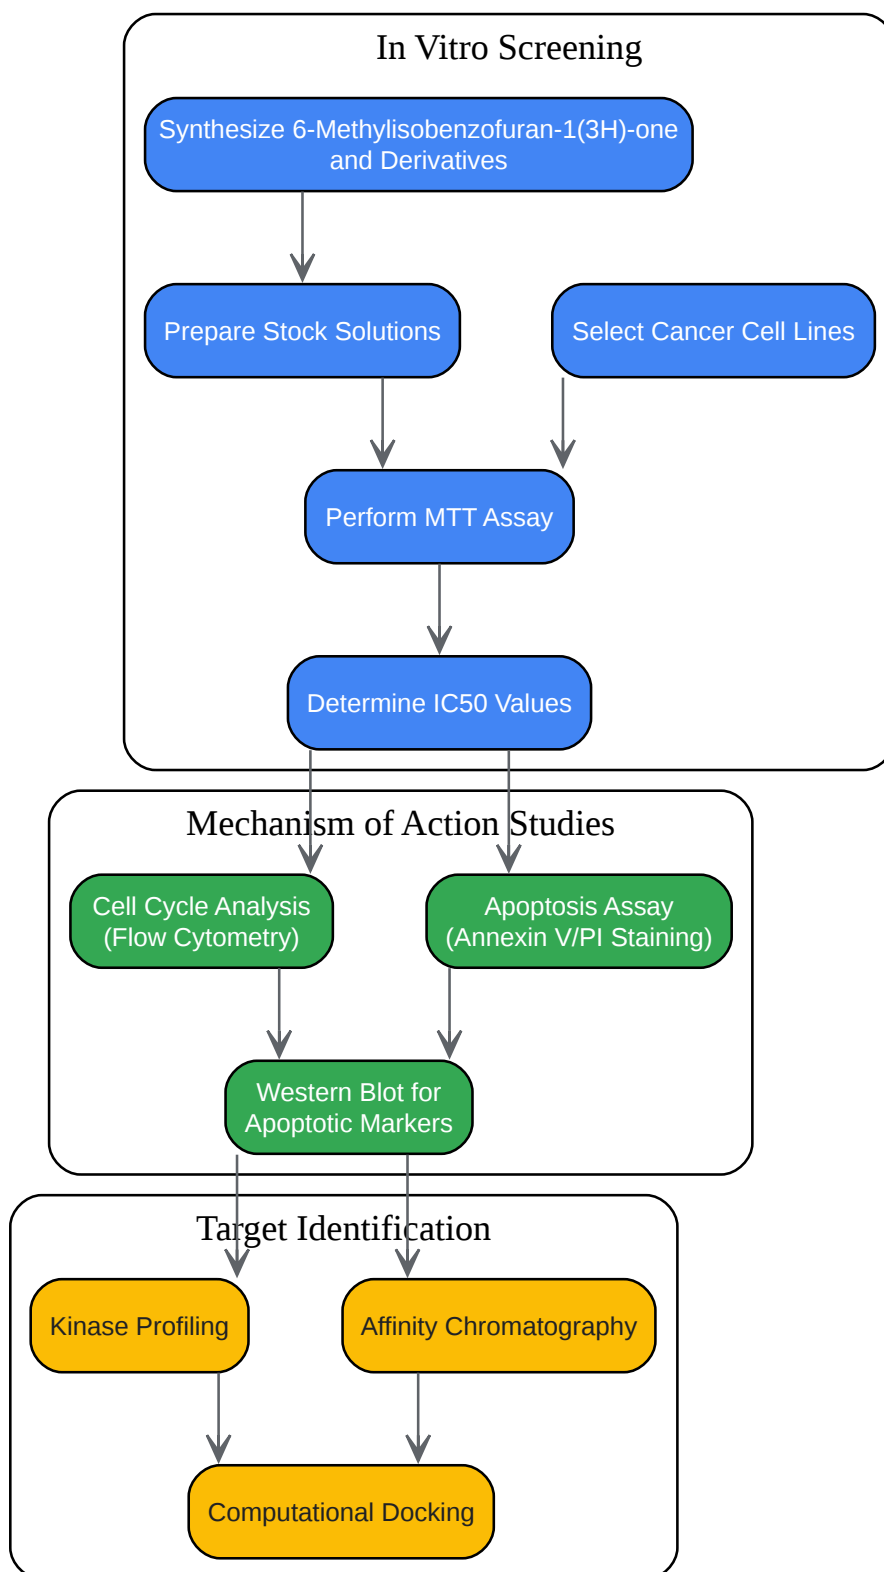 In Vitro Screening
Synthesize 6-Methylisobenzofuran-1(3H)-one
and Derivatives
Prepare Stock Solutions
Select Cancer Cell Lines
Perform MTT Assay
Determine IC50 Values
Mechanism of Action Studies
Cell Cycle Analysis
(Flow Cytometry)
Apoptosis Assay
(Annexin V/PI Staining)
Western Blot for
Apoptotic Markers
Target Identification
Kinase Profiling
Affinity Chromatography
Computational Docking